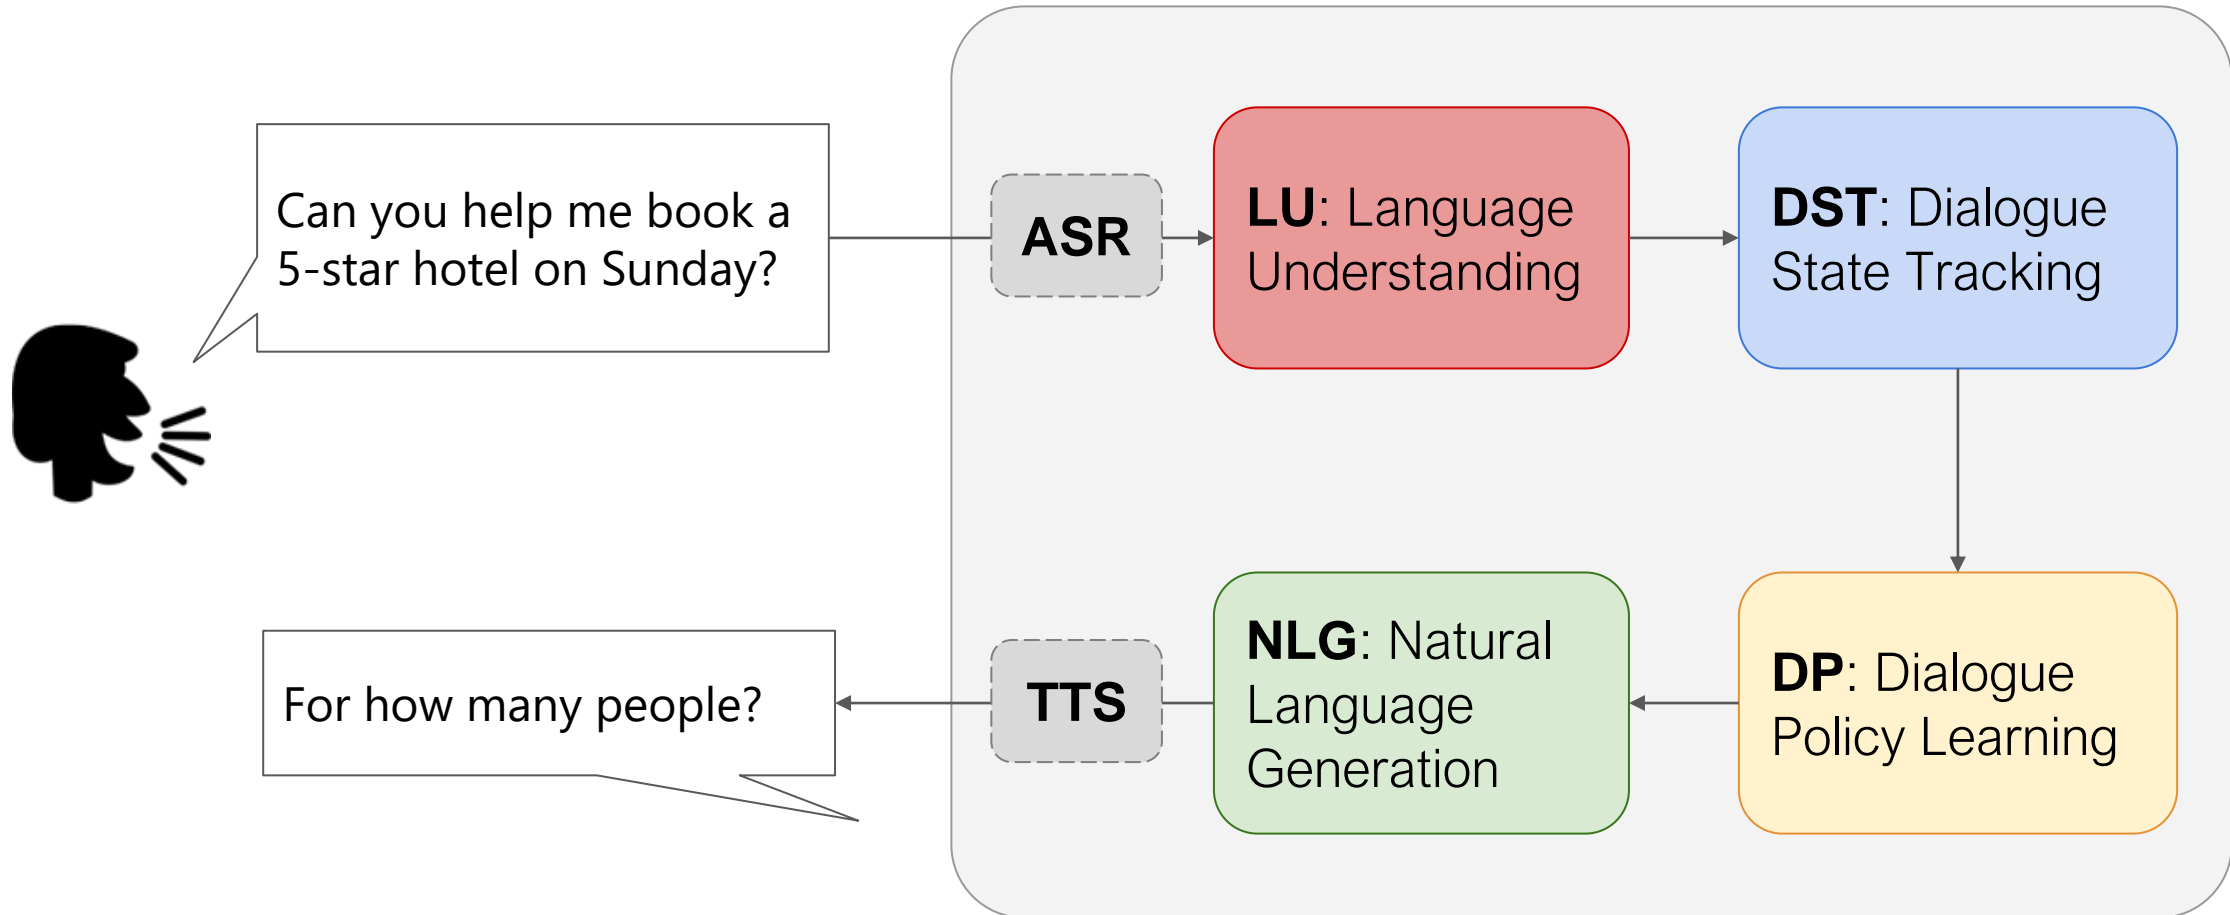 Can you help me book a
5-star hotel on Sunday?
ASR
LU: Language
Understanding
DST: Dialogue
State Tracking
For how many people?
TTS
NLG: Natural
Language
Generation
DP: Dialogue
Policy Learning